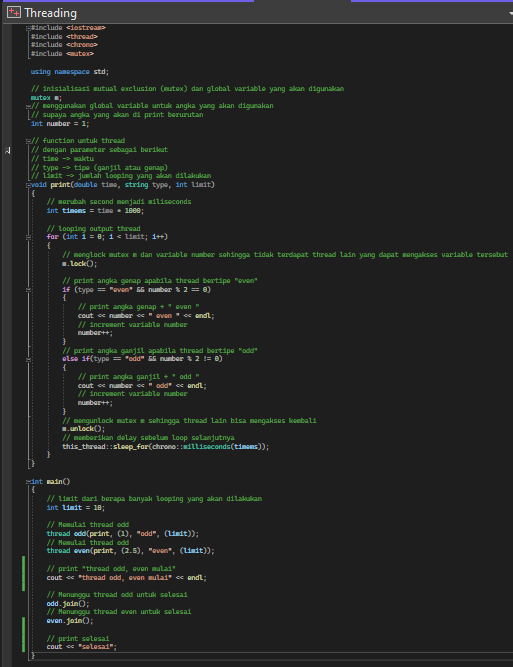 Threading
#include <iostream>
#include <thread>
#include <chrono>
#include <mutex>
using namespace std;
// inisialisasi mutual exclusion (mutex) dan global variable yang akan digunakan
mutex m;
// menggunakan global variable untuk angka yang akan digunakan
// supaya angka yang akan di print berurutan
int number = 1;
// function untuk thread
// dengan parameter sebagai berikut
// time -> waktu
// type -> tipe (ganjil atau genap)
// limit -> jumlah looping yang akan dilakukan
void print(double time, string type, int limit)
{
// merubah second menjadi miliseconds
int timems = time * 1000;
// looping output thread
for (int i = 0; i < limit; i++)
{
// menglock mutex m dan variable number sehingga tidak terdapat thread lain yang dapat mengakses variable tersebut
m.lock();
// print angka genap apabila thread bertipe "even"
if (type == "even" && number % 2 == 0)
{
// print angka genap + " even "
cout << number << " even " << endl;
// increment variable number
number++;
}
// print angka ganjil apabila thread bertipe "odd"
else if(type == "odd" && number % 2 != 0)
{
// print angka ganjil + " odd "
cout << number << " odd" << endl;
// increment variable number
number++;
}
// mengunlock mutex m sehingga thread lain bisa mengakses kembali
m.unlock();
// memberikan delay sebelum loop selanjutnya
this_thread::sleep_for(chrono::milliseconds(timems));
}
}
int main()
{
// limit dari berapa banyak looping yang akan dilakukan
int limit = 10;
// Memulai thread odd
thread odd(print, (1), "odd", (limit));
// Memulai thread odd
thread even(print, (2.5), "even", (limit));
// print "thread odd, even mulai"
cout << "thread odd, even mulai" << endl;
// Menunggu thread odd untuk selesai
odd.join();
// Menunggu thread even untuk selesai
even.join();
// print selesai
cout << "selesai";
}